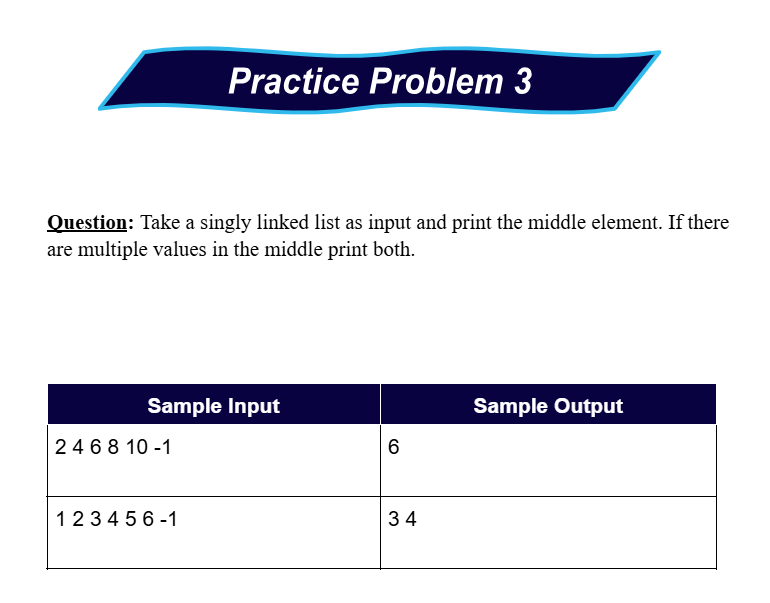 Practice Problem 3
Question: Take a singly linked list as input and print the middle element. If there
are multiple values in the middle print both.
Sample Input
Sample Output
2 4 6 8 10 -1
6
1 2 3 4 5 6 -1
3 4